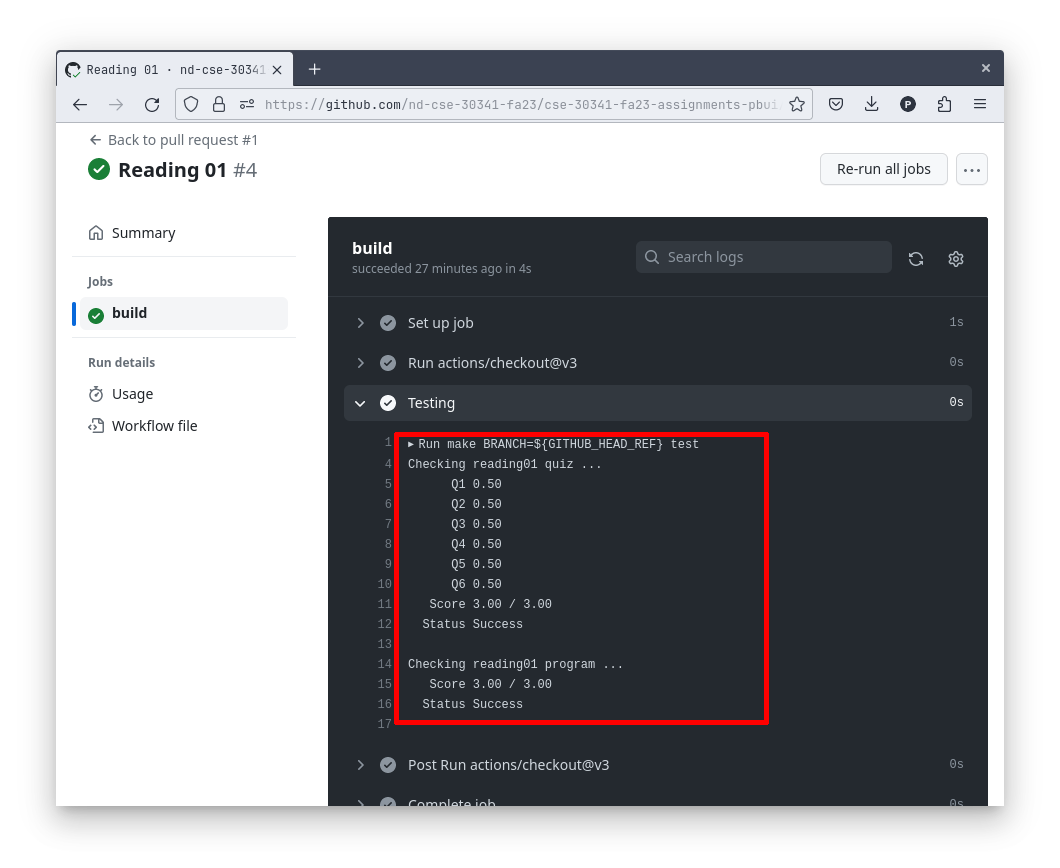 Reading 01 · nd-cse-30341
https://github.com/nd-cse-30341-fa23/cse-30341-fa23-assignments-pbui
P
Back to pull request #1
Reading 01 #4
Re-run all jobs
...
Summary
Jobs
build
Run details
Usage
Workflow file
build
succeeded 27 minutes ago in 4s
Search logs
Set up job 1s
Run actions/checkout@v3 0s
Testing 0s
1 Run make BRANCH=${GITHUB_HEAD_REF} test
4 Checking reading01 quiz ...
5 Q1 0.50
6 Q2 0.50
7 Q3 0.50
8 Q4 0.50
9 Q5 0.50
10 Q6 0.50
11 Score 3.00 / 3.00
12 Status Success
13
14 Checking reading01 program ...
15 Score 3.00 / 3.00
16 Status Success
17
Post Run actions/checkout@v3 0s
Complete job 0s